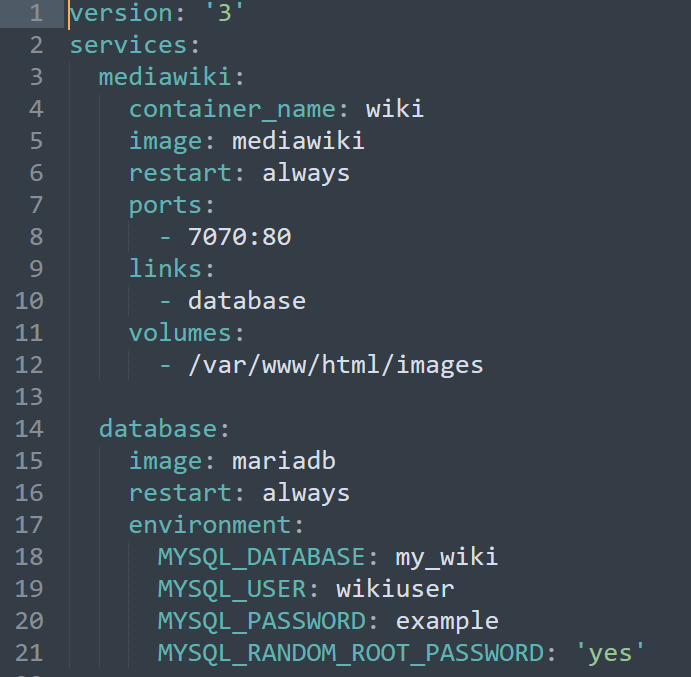 1 version: '3'
2 services:
3   mediawiki:
4     container_name: wiki
5     image: mediawiki
6     restart: always
7     ports:
8       - 7070:80
9     links:
10       - database
11     volumes:
12       - /var/www/html/images
13
14   database:
15     image: mariadb
16     restart: always
17     environment:
18       MYSQL_DATABASE: my_wiki
19       MYSQL_USER: wikiuser
20       MYSQL_PASSWORD: example
21       MYSQL_RANDOM_ROOT_PASSWORD: 'yes'